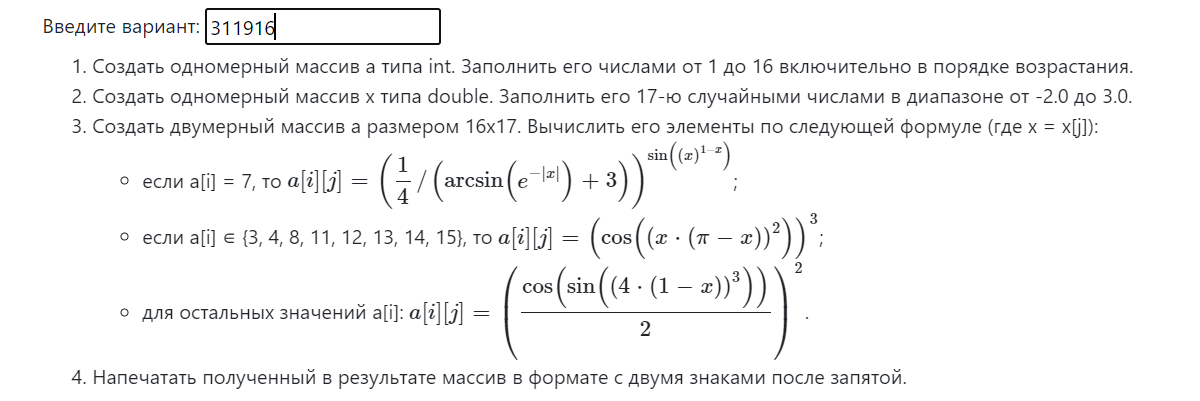 Введите вариант: 311916
1. Создать одномерный массив a типа int. Заполнить его числами от 1 до 16 включительно в порядке возрастания.
2. Создать одномерный массив x типа double. Заполнить его 17-ю случайными числами в диапазоне от -2.0 до 3.0.
3. Создать двумерный массив a размером 16x17. Вычислить его элементы по следующей формуле (где x = x[j]):
если a[i] = 7, то a[i][j] = (1/4 / (arcsin(e^{-|x|}) + 3))^{sin((x)^{1-x})};
если a[i] ∈ {3, 4, 8, 11, 12, 13, 14, 15}, то a[i][j] = (cos((x · (π − x))^2))^3;
для остальных значений a[i]: a[i][j] = (cos(sin((4 · (1 − x))^3)) / 2)^2.
4. Напечатать полученный в результате массив в формате с двумя знаками после запятой.